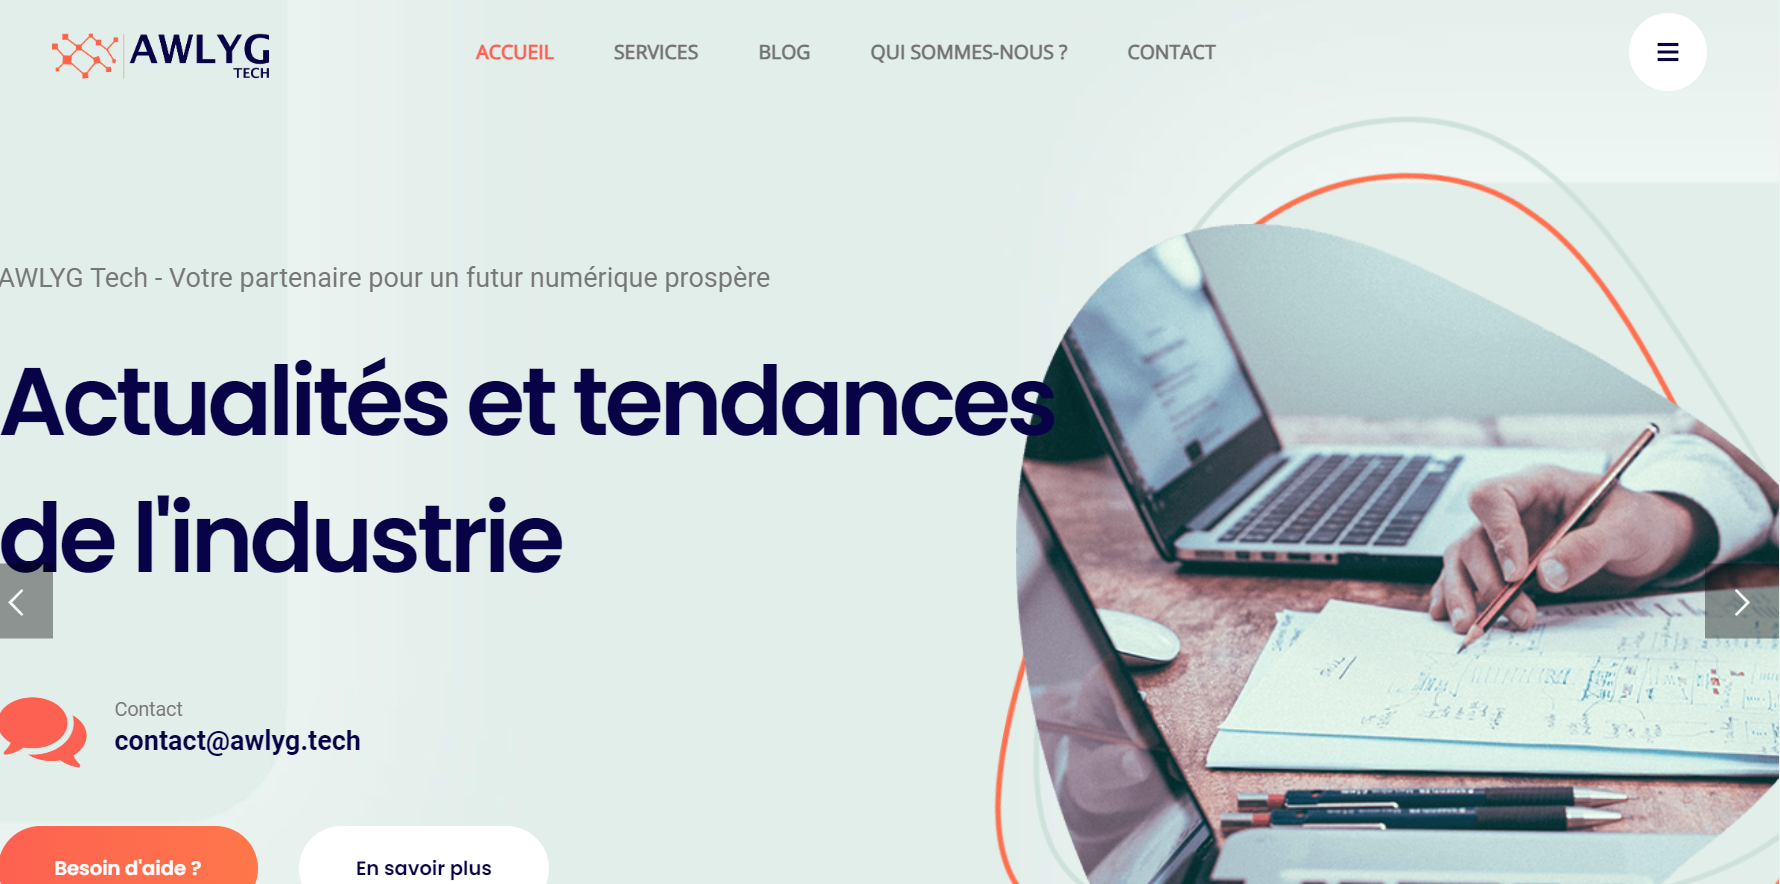 AWLYG
TECH
ACCUEIL SERVICES BLOG QUI SOMMES-NOUS ? CONTACT
AWLYG Tech - Votre partenaire pour un futur numérique prospère
Actualités et tendances
de l'industrie
Contact
contact@awlyg.tech
Besoin d'aide ? En savoir plus